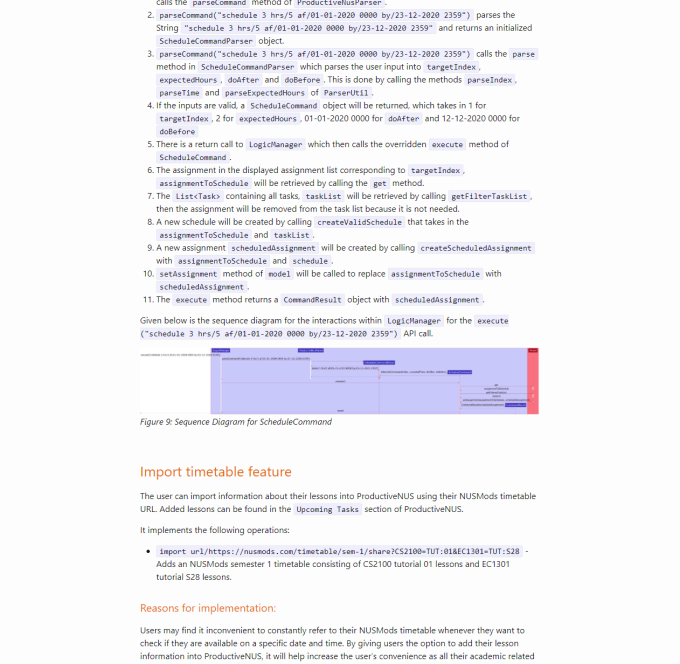 calls the parseCommand method of ProductiveNusParser.
2. parseCommand("schedule 3 hrs/5 af/01-01-2020 0000 by/23-12-2020 2359") parses the
String "schedule 3 hrs/5 af/01-01-2020 0000 by/23-12-2020 2359" and returns an initialized
ScheduleCommandParser object.
3. parseCommand("schedule 3 hrs/5 af/01-01-2020 0000 by/23-12-2020 2359") calls the parse
method in ScheduleCommandParser which parses the user input into targetIndex,
expectedHours, doAfter and doBefore. This is done by calling the methods parseIndex,
parseTime and parseExpectedHours of ParserUtil.
4. If the inputs are valid, a ScheduleCommand object will be returned, which takes in 1 for
targetIndex, 2 for expectedHours, 01-01-2020 0000 for doAfter and 12-12-2020 0000 for
doBefore
5. There is a return call to LogicManager which then calls the overridden execute method of
ScheduleCommand.
6. The assignment in the displayed assignment list corresponding to targetIndex,
assignmentToSchedule will be retrieved by calling the get method.
7. The List<Task> containing all tasks, taskList will be retrieved by calling getFilterTaskList,
then the assignment will be removed from the task list because it is not needed.
8. A new schedule will be created by calling createValidSchedule that takes in the
assignmentToSchedule and taskList.
9. A new assignment scheduledAssignment will be created by calling createScheduledAssignment
with assignmentToSchedule and schedule.
10. setAssignment method of model will be called to replace assignmentToSchedule with
scheduledAssignment.
11. The execute method returns a CommandResult object with scheduledAssignment.
Given below is the sequence diagram for the interactions within LogicManager for the execute
("schedule 3 hrs/5 af/01-01-2020 0000 by/23-12-2020 2359") API call.
Figure 9: Sequence Diagram for ScheduleCommand
Import timetable feature
The user can import information about their lessons into ProductiveNUS using their NUSMods timetable
URL. Added lessons can be found in the Upcoming Tasks section of ProductiveNUS.
It implements the following operations:
• import url/https://nusmods.com/timetable/sem-1/share?CS2100=TUT:01&EC1301=TUT:S28 -
Adds an NUSMods semester 1 timetable consisting of CS2100 tutorial 01 lessons and EC1301
tutorial S28 lessons.
Reasons for implementation:
Users may find it inconvenient to constantly refer to their NUSMods timetable whenever they want to
check if they are available on a specific date and time. By giving users the option to add their lesson
information into ProductiveNUS, it will help increase the user's convenience as all their academic related